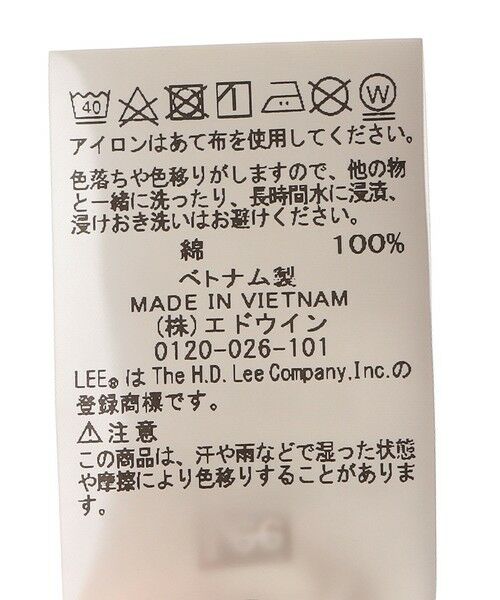 40 W
アイロンはあて布を使用してください。
色落ちや色移りがしますので、他の物
と一緒に洗ったり、長時間水に浸漬、
浸けおき洗いはお避けください。
綿 100%
ベトナム製
MADE IN VIETNAM
(株)エドウイン
0120-026-101
LEE® は The H.D. Lee Company,Inc.の
登録商標です。
⚠注意
この商品は、汗や雨などで湿った状態
や摩擦により色移りすることがありま
す。